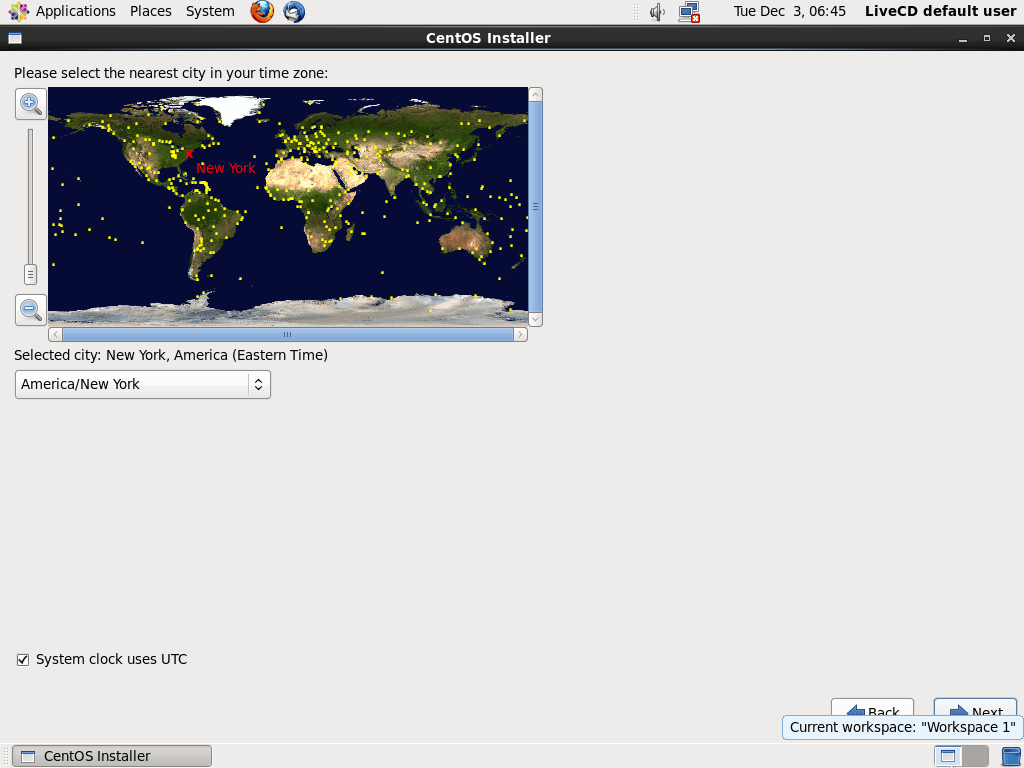 Applications Places System Tue Dec 3, 06:45 LiveCD default user
CentOS Installer
Please select the nearest city in your time zone:
New York
Selected city: New York, America (Eastern Time)
America/New York
System clock uses UTC
Back Next
Current workspace: "Workspace 1"
CentOS Installer